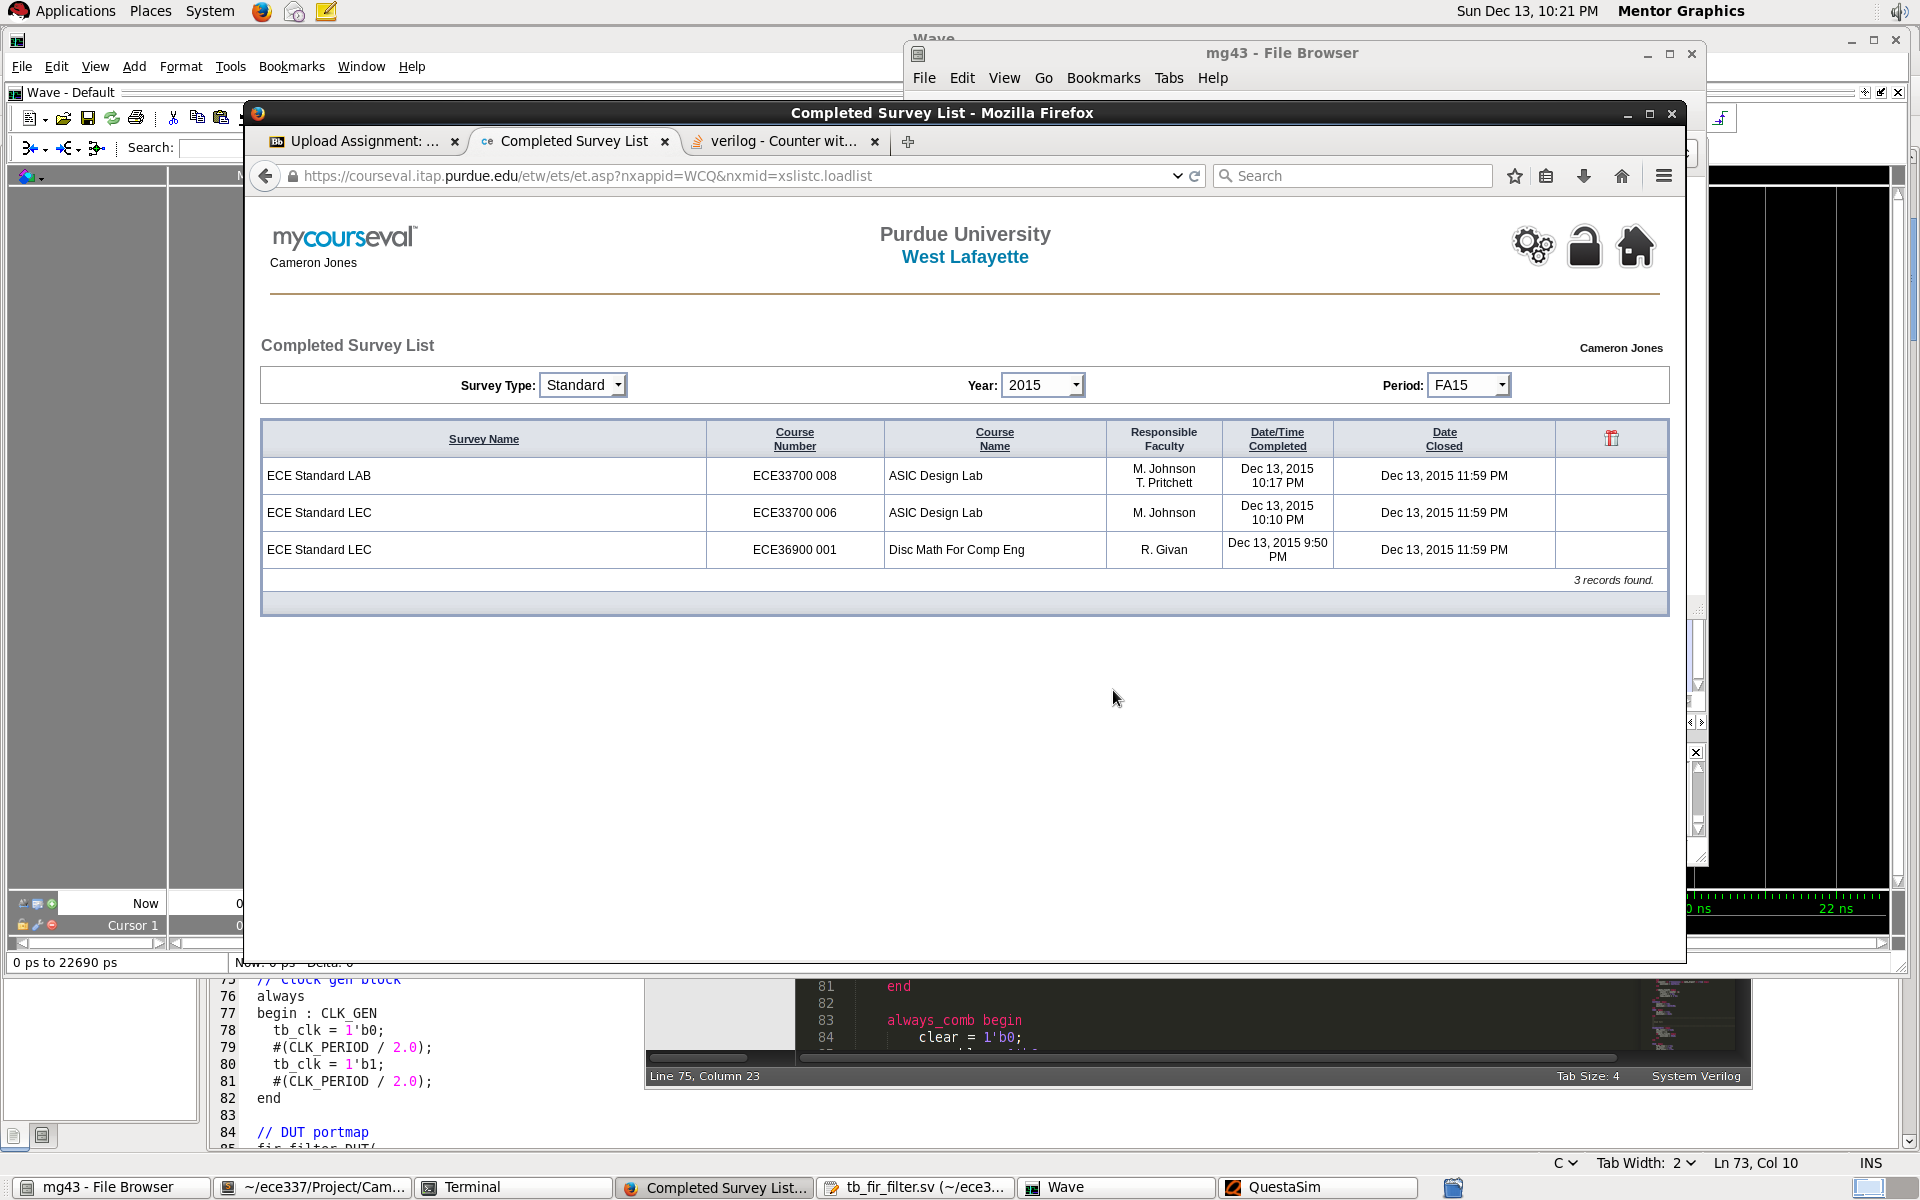 Applications Places System Sun Dec 13, 10:21 PM Mentor Graphics
Wave
File Edit View Add Format Tools Bookmarks Window Help
Wave - Default
Search:
mg43 - File Browser
File Edit View Go Bookmarks Tabs Help
Completed Survey List - Mozilla Firefox
Bb Upload Assignment: ... ce Completed Survey List verilog - Counter wit...
https://courseval.itap.purdue.edu/etw/ets/et.asp?nxappid=WCQ&nxmid=xslistc.loadlist Search
mycourseval™
Cameron Jones
Purdue University
West Lafayette
Completed Survey List
Cameron Jones
Survey Type: Standard Year: 2015 Period: FA15
Survey Name Course Number Course Name Responsible Faculty Date/Time Completed Date Closed
ECE Standard LAB ECE33700 008 ASIC Design Lab M. Johnson T. Pritchett Dec 13, 2015 10:17 PM Dec 13, 2015 11:59 PM
ECE Standard LEC ECE33700 006 ASIC Design Lab M. Johnson Dec 13, 2015 10:10 PM Dec 13, 2015 11:59 PM
ECE Standard LEC ECE36900 001 Disc Math For Comp Eng R. Givan Dec 13, 2015 9:50 PM Dec 13, 2015 11:59 PM
3 records found.
Now 0
Cursor 1 0
0 ns 22 ns
0 ps to 22690 ps Now: 0 ps Delta: 0
75 // Clock gen block
76 always
77 begin : CLK_GEN
78 tb_clk = 1'b0;
79 #(CLK_PERIOD / 2.0);
80 tb_clk = 1'b1;
81 #(CLK_PERIOD / 2.0);
82 end
83
84 // DUT portmap
85 fir_filter DUT(
81 end
82
83 always_comb begin
84 clear = 1'b0;
Line 75, Column 23 Tab Size: 4 System Verilog
C Tab Width: 2 Ln 73, Col 10 INS
mg43 - File Browser ~/ece337/Project/Cam... Terminal Completed Survey List... tb_fir_filter.sv (~/ece3... Wave QuestaSim